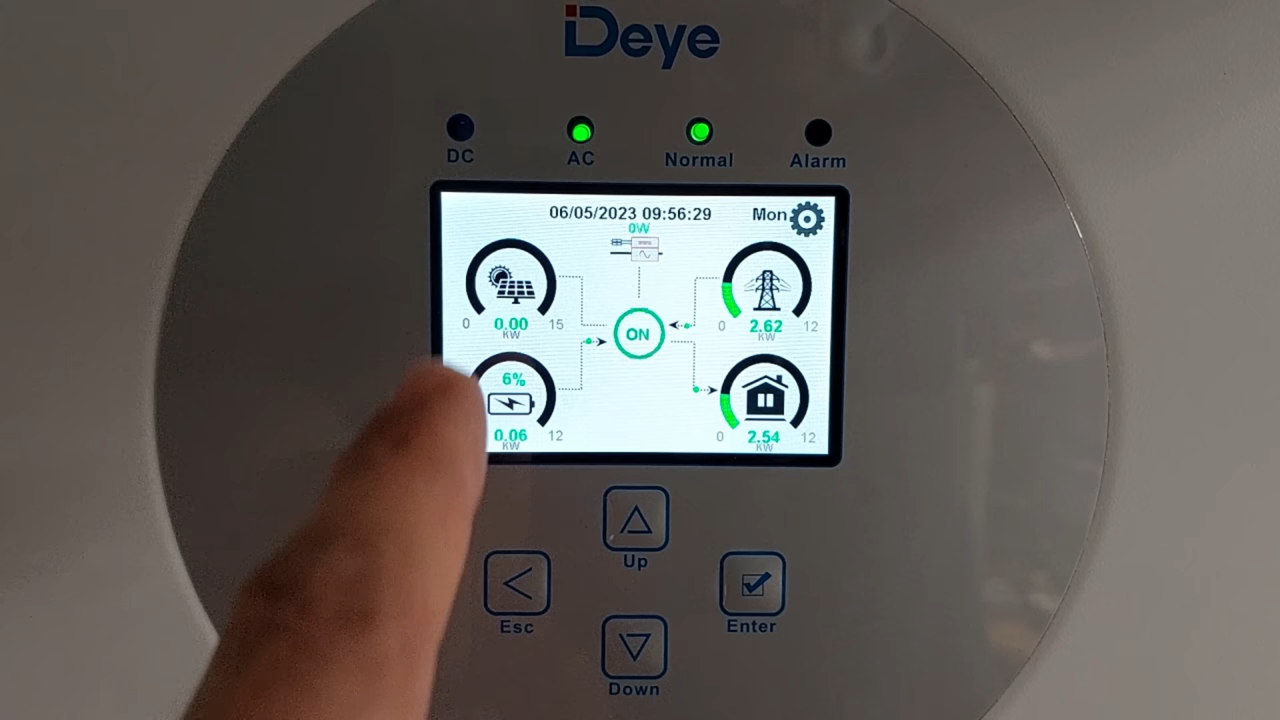 Deye
DC AC Normal Alarm
06/05/2023 09:56:29 Mon
0W
0 0.00 15
KW
0 2.62 12
KW
ON
6%
0.06 12
KW
0 2.54 12
KW
Up
Esc
Enter
Down